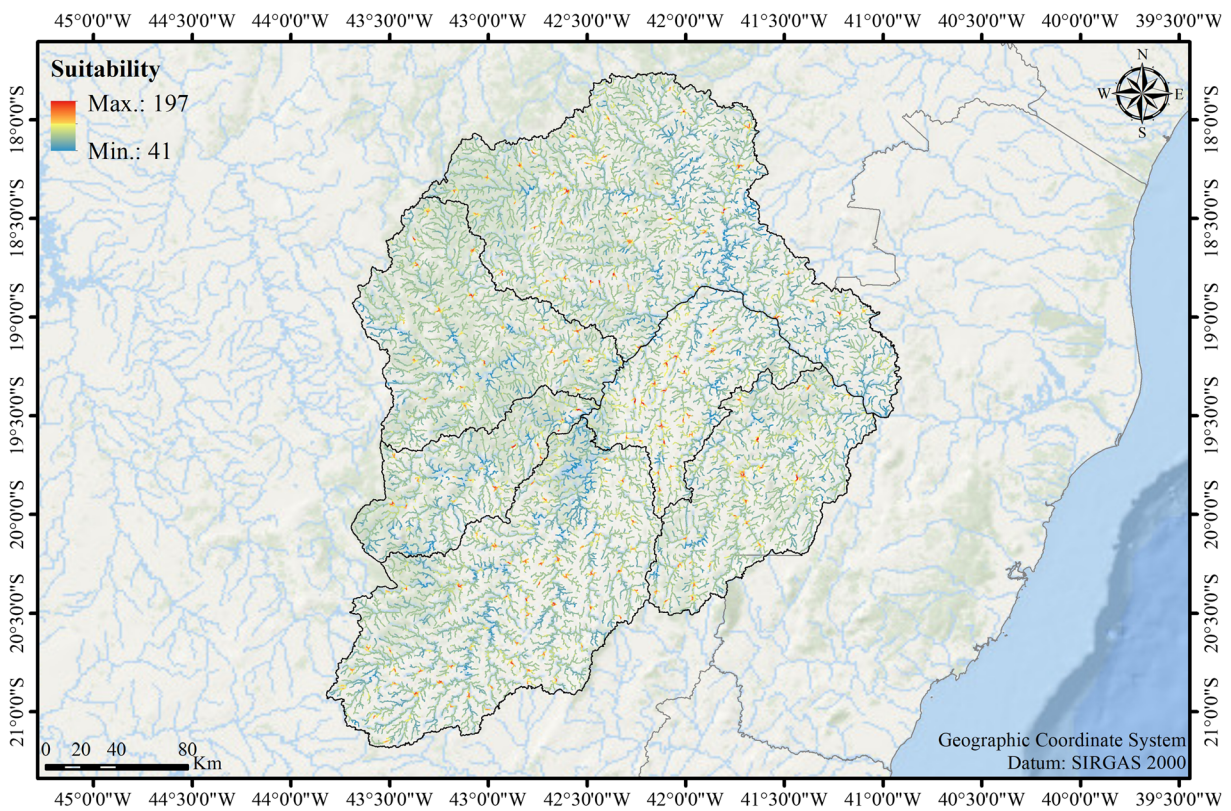 45°0'0"W 44°30'0"W 44°0'0"W 43°30'0"W 43°0'0"W 42°30'0"W 42°0'0"W 41°30'0"W 41°0'0"W 40°30'0"W 40°0'0"W 39°30'0"W
Suitability
Max.: 197
Min.: 41
N
W E
S
18°0'0"S 18°0'0"S
18°30'0"S 18°30'0"S
19°0'0"S 19°0'0"S
19°30'0"S 19°30'0"S
20°0'0"S 20°0'0"S
20°30'0"S 20°30'0"S
21°0'0"S 21°0'0"S
0 20 40 80
Km
Geographic Coordinate System
Datum: SIRGAS 2000
45°0'0"W 44°30'0"W 44°0'0"W 43°30'0"W 43°0'0"W 42°30'0"W 42°0'0"W 41°30'0"W 41°0'0"W 40°30'0"W 40°0'0"W 39°30'0"W